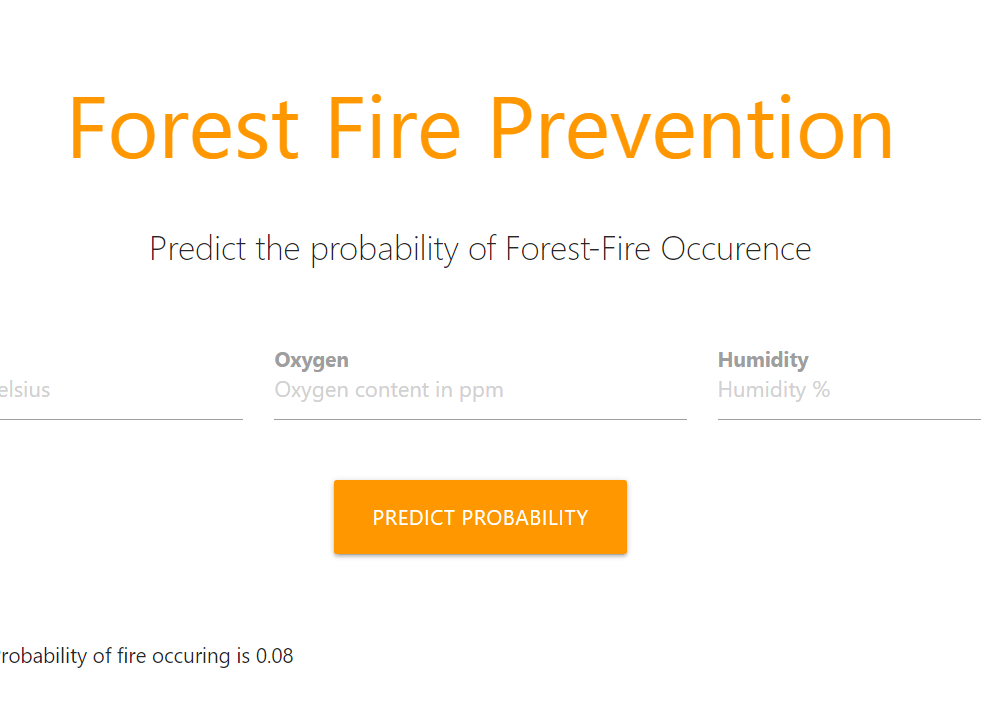 Forest Fire Prevention
Predict the probability of Forest-Fire Occurence
Oxygen Humidity
elsius Oxygen content in ppm Humidity %
PREDICT PROBABILITY
robability of fire occuring is 0.08